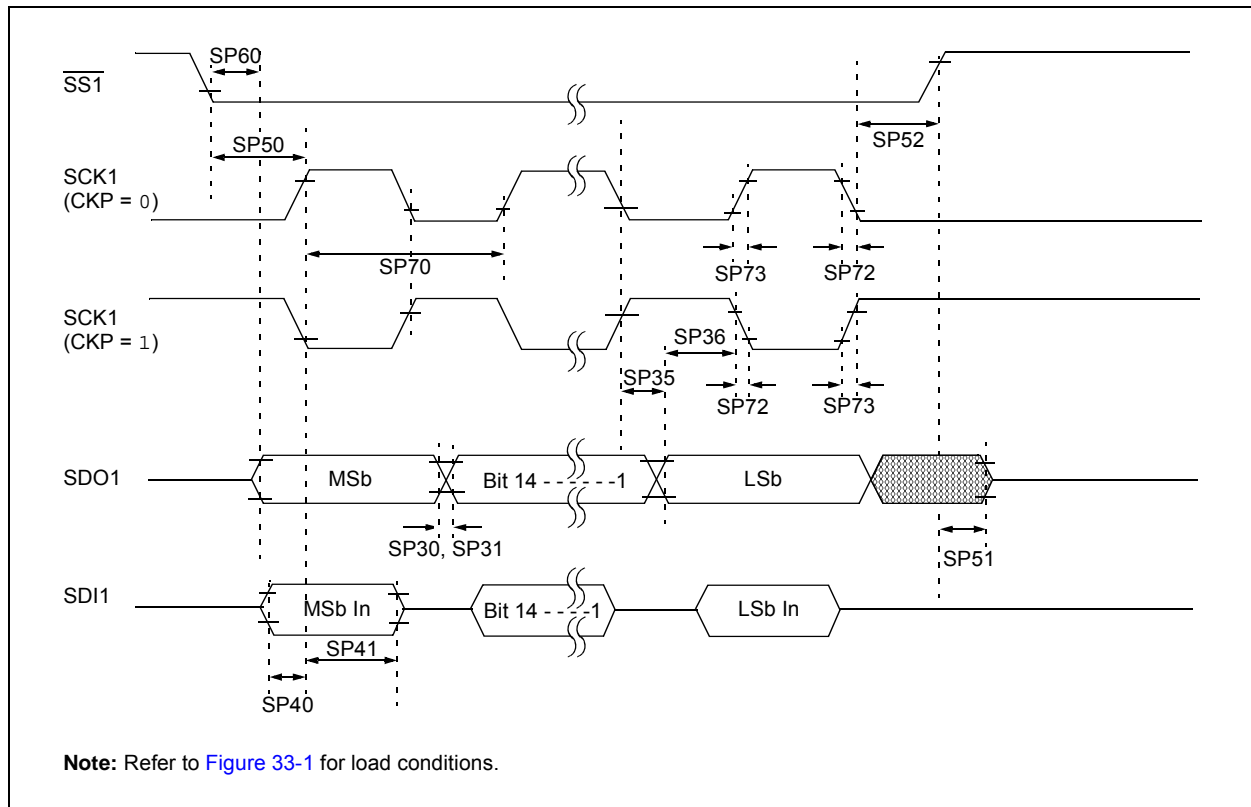 SP60
SS1
SP50
SP52
SCK1
(CKP = 0)
SP70
SP73
SP72
SCK1
(CKP = 1)
SP36
SP35
SP72
SP73
SDO1
MSb
Bit 14 - - - - - -1
LSb
SP30, SP31
SP51
SDI1
MSb In
Bit 14 - - - -1
LSb In
SP41
SP40
Note: Refer to Figure 33-1 for load conditions.